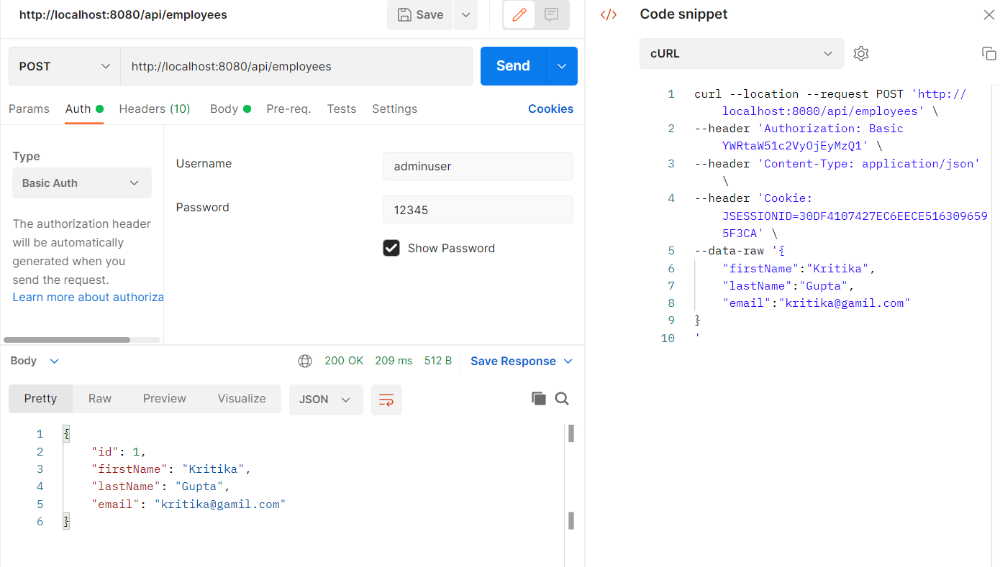 http://localhost:8080/api/employees
Save
POST
http://localhost:8080/api/employees
Send
Params Auth Headers (10) Body Pre-req. Tests Settings Cookies
Type
Basic Auth
The authorization header
will be automatically
generated when you
send the request.
Learn more about authoriza
Username
adminuser
Password
12345
Show Password
Body
200 OK 209 ms 512 B Save Response
Pretty Raw Preview Visualize JSON
1 {
2 "id": 1,
3 "firstName": "Kritika",
4 "lastName": "Gupta",
5 "email": "kritika@gamil.com"
6 }
</> Code snippet
cURL
1 curl --location --request POST 'http://
localhost:8080/api/employees' \
2 --header 'Authorization: Basic
YWRtaW51c2VyOjEyMzQ1' \
3 --header 'Content-Type: application/json'
\
4 --header 'Cookie:
JSESSIONID=30DF4107427EC6EECE516309659
5F3CA' \
5 --data-raw '{
6 "firstName":"Kritika",
7 "lastName":"Gupta",
8 "email":"kritika@gamil.com"
9 }
10 '